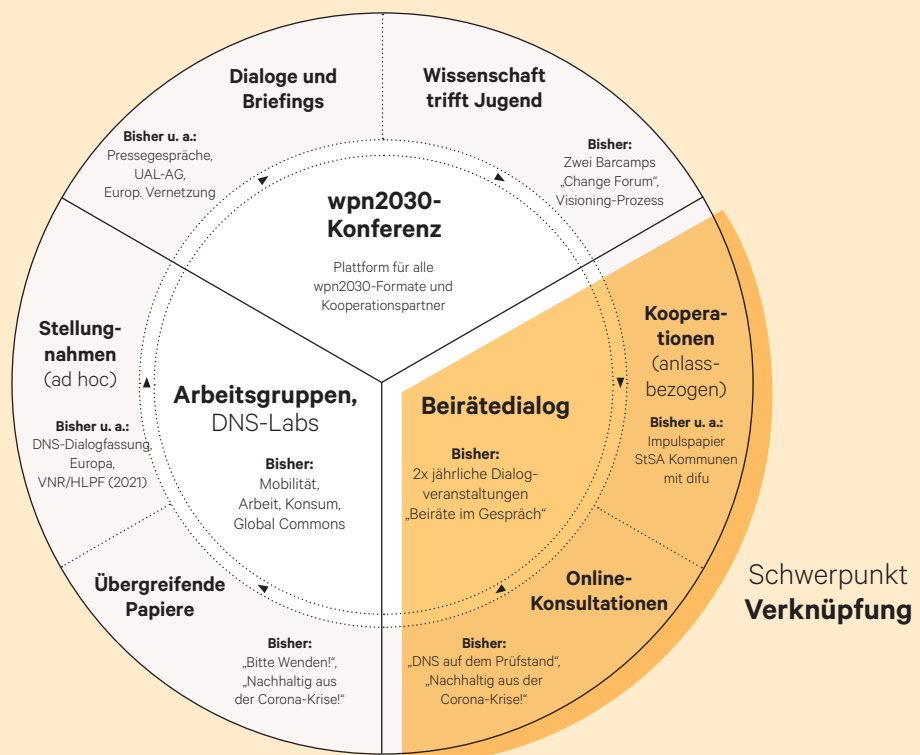 Dialoge und
Briefings
Bisher u. a.:
Pressegespräche,
UAL-AG,
Europ. Vernetzung
Wissenschaft
trifft Jugend
Bisher:
Zwei Barcamps
„Change Forum“,
Visioning-Prozess
wpn2030-
Konferenz
Plattform für alle
wpn2030-Formate und
Kooperationspartner
Stellung-
nahmen
(ad hoc)
Bisher u. a.:
DNS-Dialogfassung,
Europa,
VNR/HLPF (2021)
Arbeitsgruppen,
DNS-Labs
Bisher:
Mobilität,
Arbeit, Konsum,
Global Commons
Beirätedialog
Bisher:
2x jährliche Dialog-
veranstaltungen
„Beiräte im Gespräch“
Koopera-
tionen
(anlass-
bezogen)
Bisher u. a.:
Impulspapier
StSA Kommunen
mit difu
Übergreifende
Papiere
Bisher:
„Bitte Wenden!“,
„Nachhaltig aus
der Corona-Krise!“
Online-
Konsultationen
Bisher:
„DNS auf dem Prüfstand“,
„Nachhaltig aus der
Corona-Krise!“
Schwerpunkt
Verknüpfung